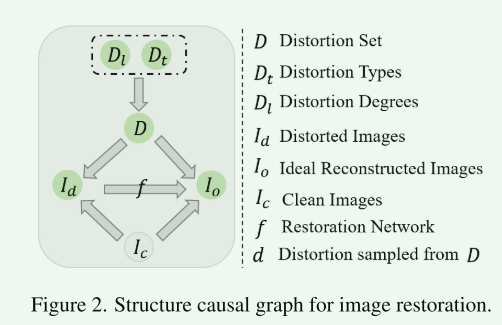 D_l D_t
D
I_d f I_o
I_c
D Distortion Set
D_t Distortion Types
D_l Distortion Degrees
I_d Distorted Images
I_o Ideal Reconstructed Images
I_c Clean Images
f Restoration Network
d Distortion sampled from D
Figure 2. Structure causal graph for image restoration.